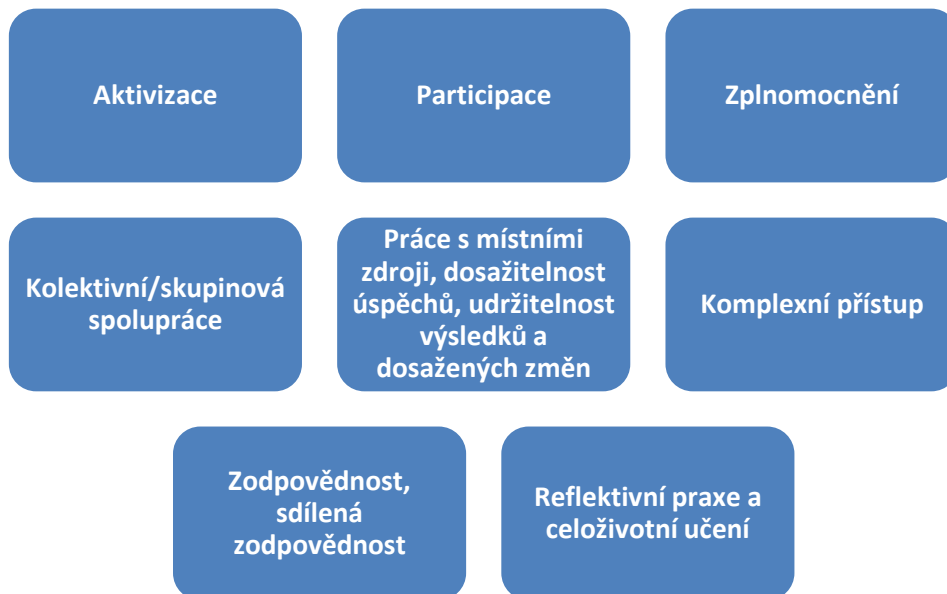 Aktivizace
Participace
Zplnomocnění
Kolektivní/skupinová
spolupráce
Práce s místními
zdroji, dosažitelnost
úspěchů, udržitelnost
výsledků a
dosažených změn
Komplexní přístup
Zodpovědnost,
sdílená
zodpovědnost
Reflektivní praxe a
celoživotní učení